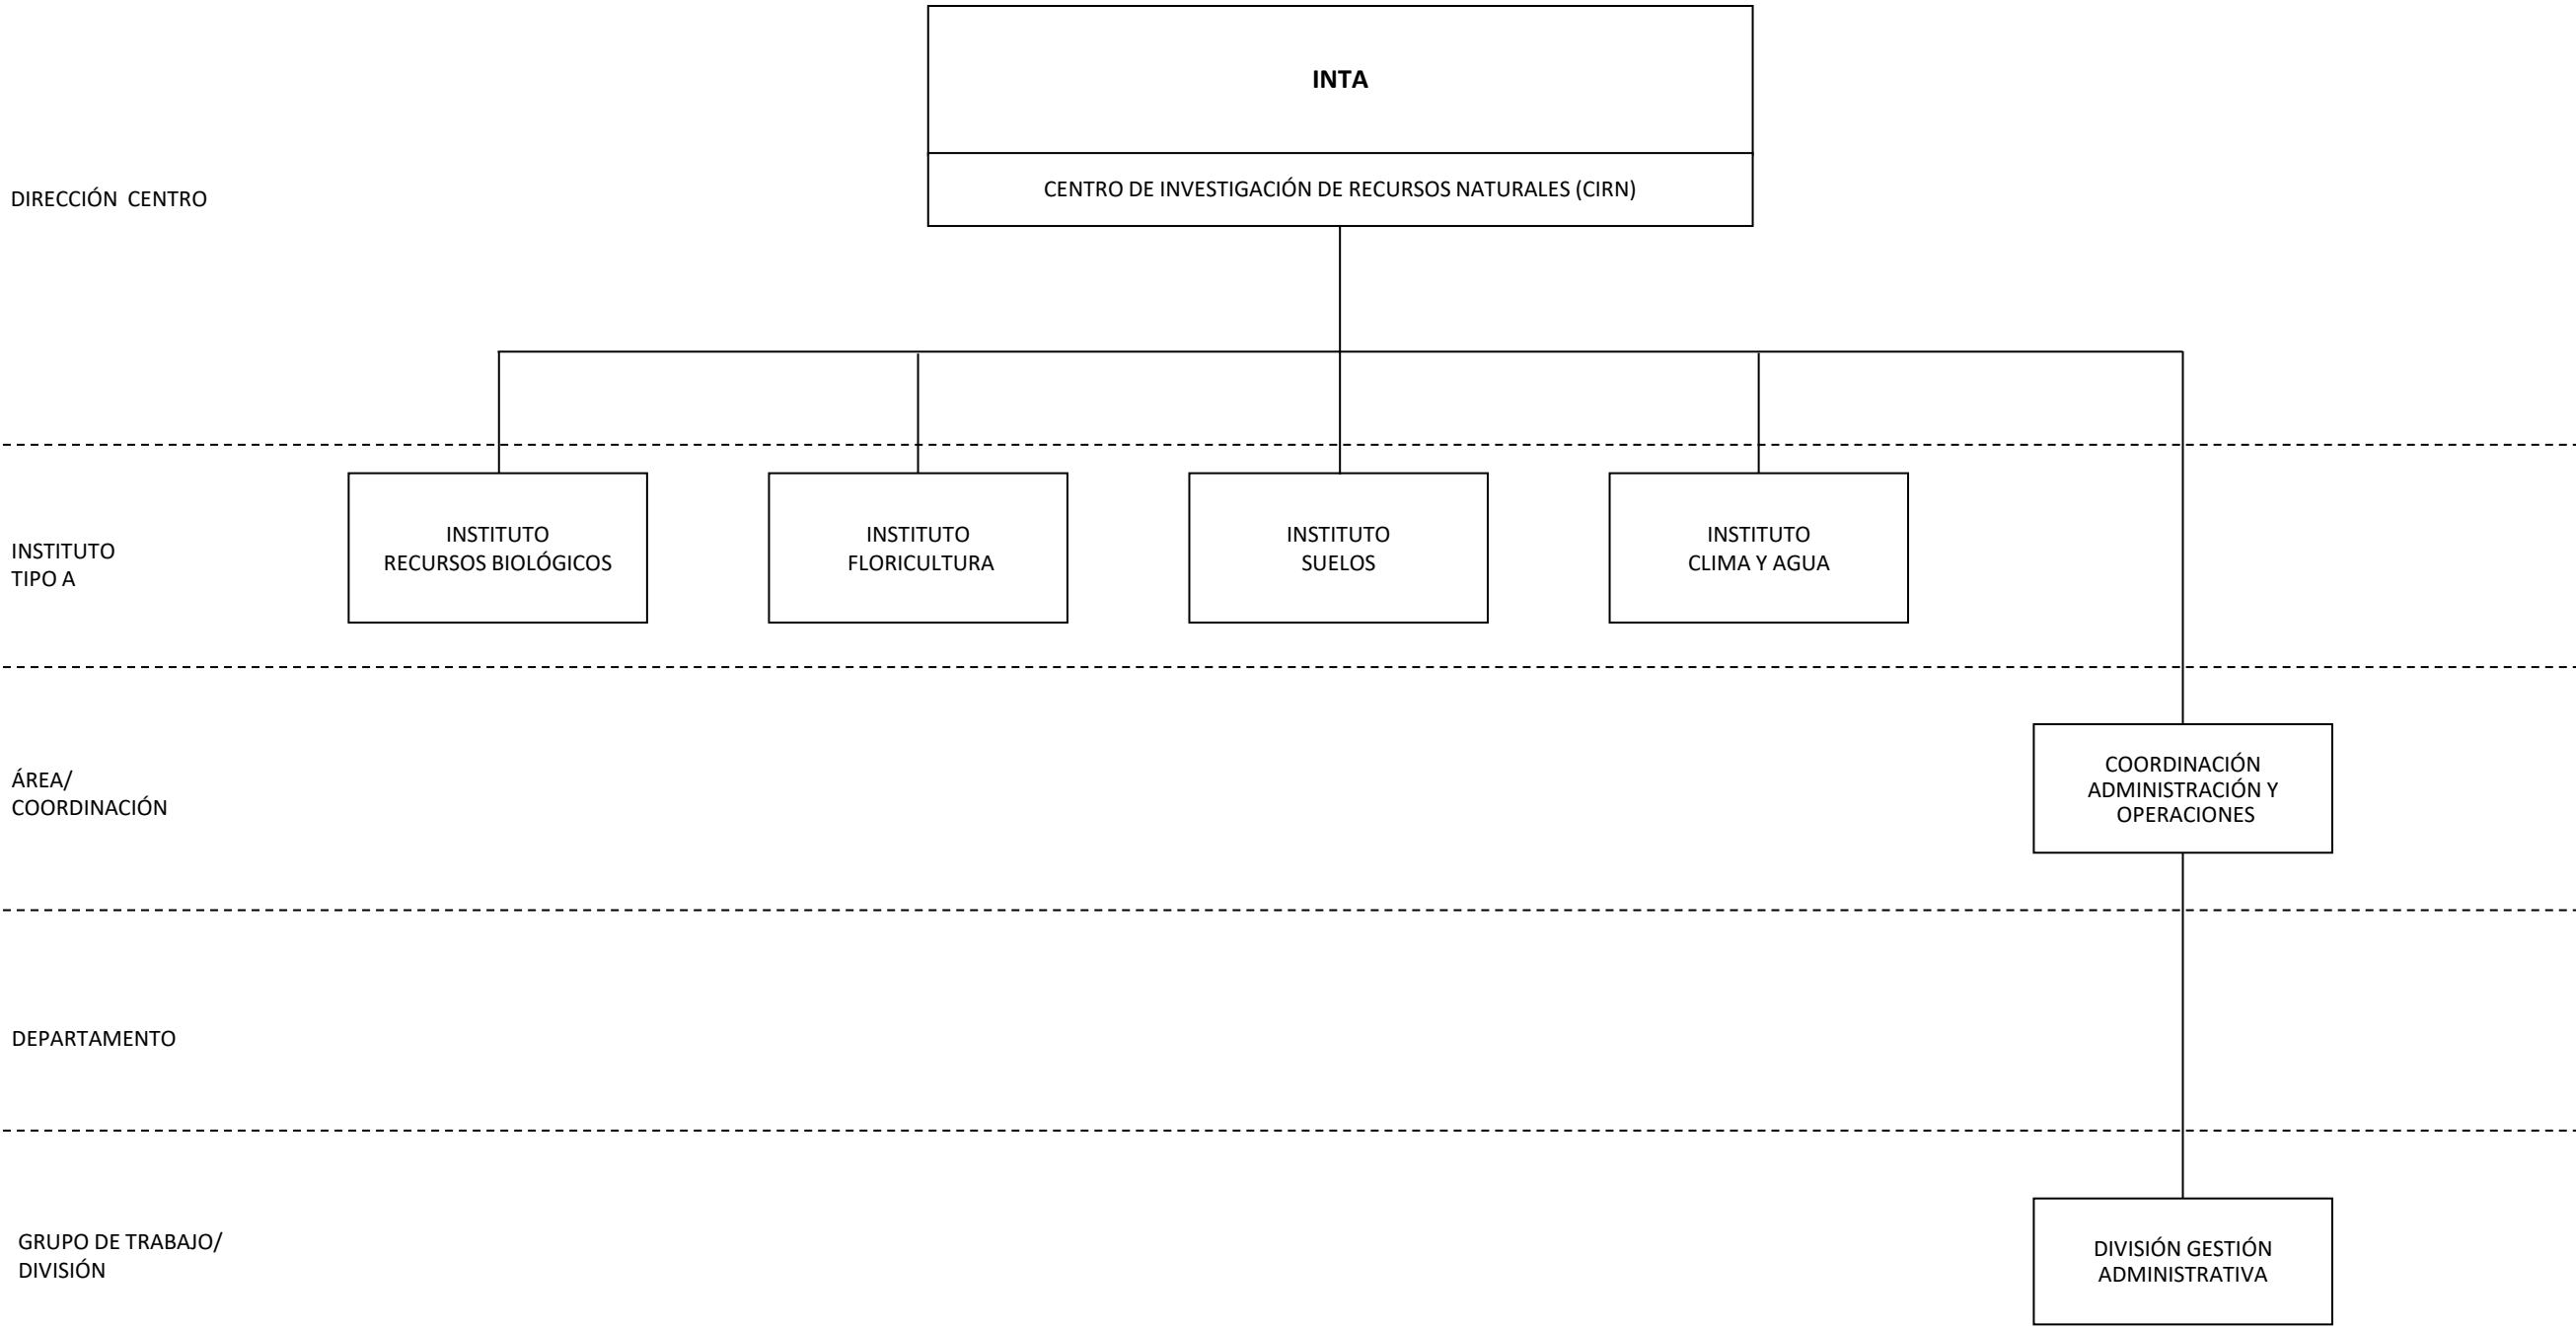 INTA
CENTRO DE INVESTIGACIÓN DE RECURSOS NATURALES (CIRN)
DIRECCIÓN CENTRO
INSTITUTO
TIPO A
INSTITUTO
RECURSOS BIOLÓGICOS
INSTITUTO
FLORICULTURA
INSTITUTO
SUELOS
INSTITUTO
CLIMA Y AGUA
ÁREA/
COORDINACIÓN
COORDINACIÓN
ADMINISTRACIÓN Y
OPERACIONES
DEPARTAMENTO
GRUPO DE TRABAJO/
DIVISIÓN
DIVISIÓN GESTIÓN
ADMINISTRATIVA